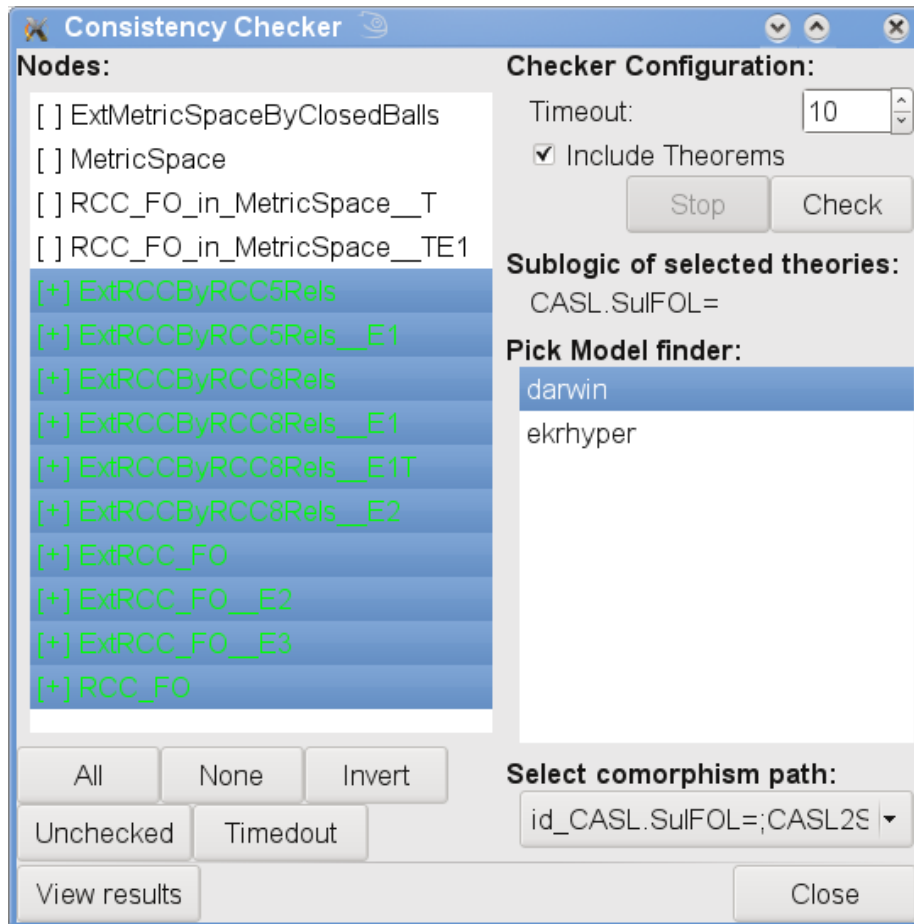 Consistency Checker
Nodes:
[ ] ExtMetricSpaceByClosedBalls
[ ] MetricSpace
[ ] RCC_FO_in_MetricSpace__T
[ ] RCC_FO_in_MetricSpace__TE1
[+] ExtRCCByRCC5Rels
[+] ExtRCCByRCC5Rels__E1
[+] ExtRCCByRCC8Rels
[+] ExtRCCByRCC8Rels__E1
[+] ExtRCCByRCC8Rels__E1T
[+] ExtRCCByRCC8Rels__E2
[+] ExtRCC_FO
[+] ExtRCC_FO__E2
[+] ExtRCC_FO__E3
[+] RCC_FO
All None Invert
Unchecked Timedout
View results
Checker Configuration:
Timeout: 10
Include Theorems
Stop Check
Sublogic of selected theories:
CASL.SulFOL=
Pick Model finder:
darwin
ekrhyper
Select comorphism path:
id_CASL.SulFOL=;CASL2S
Close